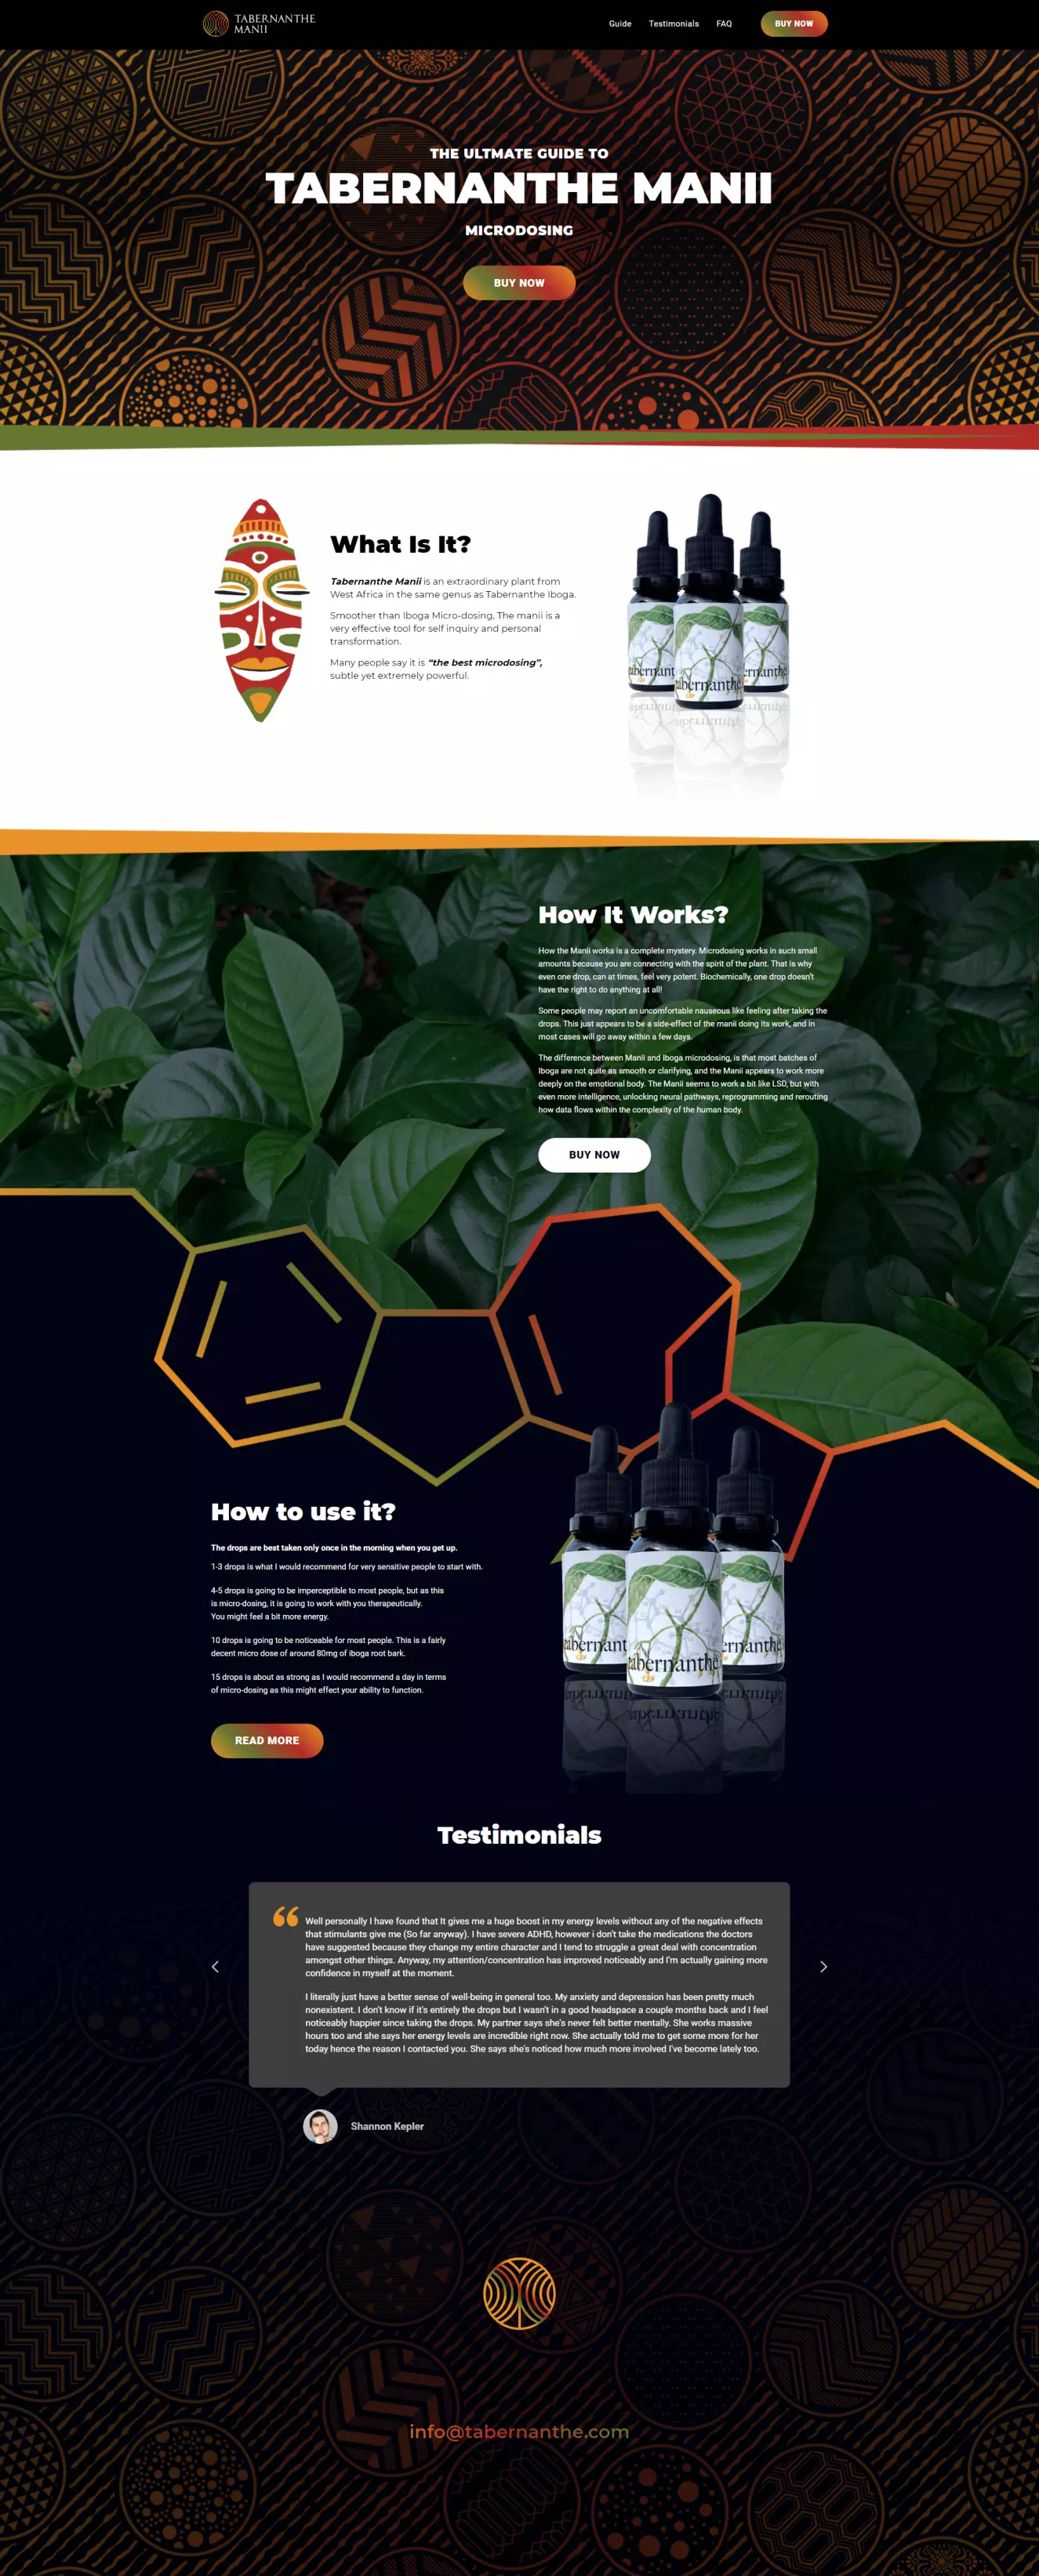 TABERNANTHE
MANII
Guide
Testimonials
FAQ
BUY NOW
THE ULTMATE GUIDE TO
TABERNANTHE MANII
MICRODOSING
BUY NOW
What Is It?
Tabernanthe Manii is an extraordinary plant from
West Africa in the same genus as Tabernanthe Iboga.
Smoother than Iboga Micro-dosing, The manii is a
very effective tool for self inquiry and personal
transformation.
Many people say it is “the best microdosing”,
subtle yet extremely powerful.
tabernanthe
How It Works?
How the Manii works is a complete mystery. Microdosing works in such small
amounts because you are connecting with the spirit of the plant. That is why
even one drop, can at times, feel very potent. Biochemically, one drop doesn't
have the right to do anything at all!
Some people may report an uncomfortable nauseous like feeling after taking the
drops. This just appears to be a side-effect of the manii doing its work, and in
most cases will go away within a few days.
The difference between Manii and Iboga microdosing, is that most batches of
Iboga are not quite as smooth or clarifying, and the Manii appears to work more
deeply on the emotional body. The Manii seems to work a bit like LSD, but with
even more intelligence, unlocking neural pathways, reprogramming and rerouting
how data flows within the complexity of the human body.
BUY NOW
How to use it?
The drops are best taken only once in the morning when you get up.
1-3 drops is what I would recommend for very sensitive people to start with.
4-5 drops is going to be imperceptible to most people, but as this
is micro-dosing, it is going to work with you therapeutically.
You might feel a bit more energy.
10 drops is going to be noticeable for most people. This is a fairly
decent micro dose of around 80mg of iboga root bark.
15 drops is about as strong as I would recommend a day in terms
of micro-dosing as this might effect your ability to function.
READ MORE
tabernant
tabernanthe
ernanthe
Testimonials
Well personally I have found that It gives me a huge boost in my energy levels without any of the negative effects
that stimulants give me (So far anyway). I have severe ADHD, however i don't take the medications the doctors
have suggested because they change my entire character and I tend to struggle a great deal with concentration
amongst other things. Anyway, my attention/concentration has improved noticeably and I'm actually gaining more
confidence in myself at the moment.
I literally just have a better sense of well-being in general too. My anxiety and depression has been pretty much
nonexistent. I don't know if it's entirely the drops but I wasn't in a good headspace a couple months back and I feel
noticeably happier since taking the drops. My partner says she's never felt better mentally. She works massive
hours too and she says her energy levels are incredible right now. She actually told me to get some more for her
today hence the reason I contacted you. She says she's noticed how much more involved I've become lately too.
Shannon Kepler
info@tabernanthe.com